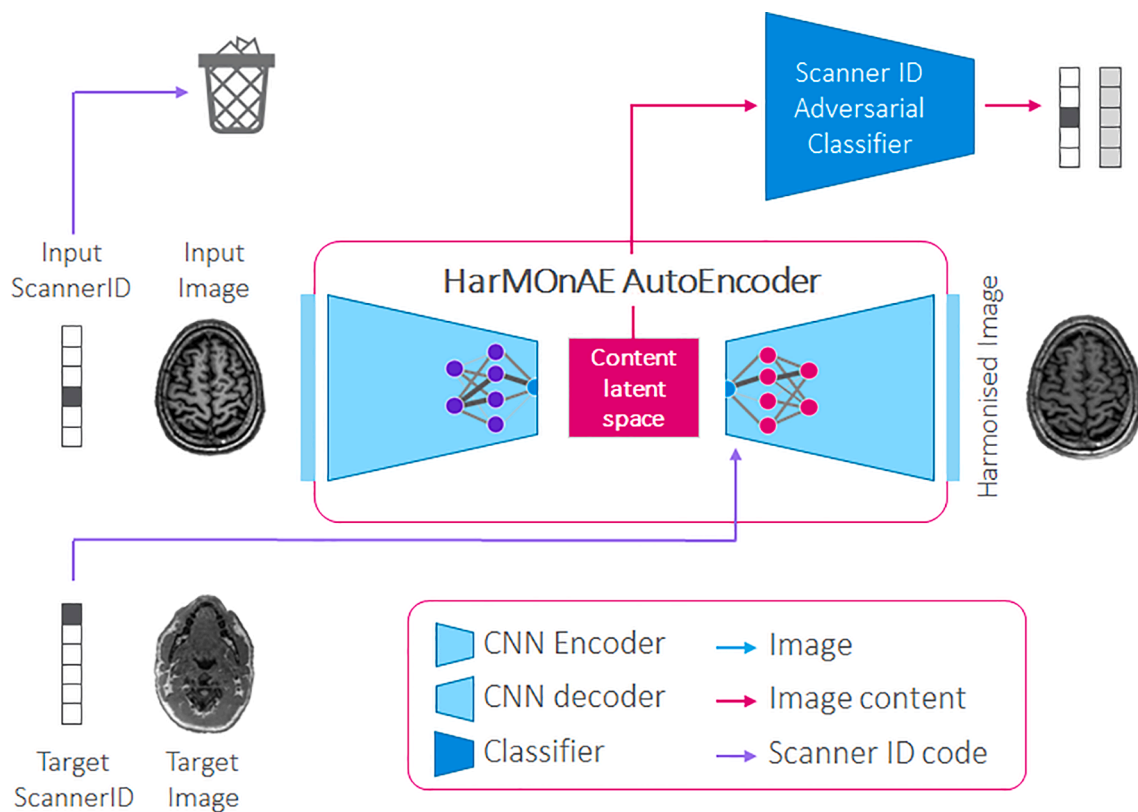 Scanner ID
Adversarial
Classifier
Input
ScannerID
Input
Image
HarMOnAE AutoEncoder
Content
latent
space
Harmonised Image
Target
ScannerID
Target
Image
CNN Encoder
CNN decoder
Classifier
Image
Image content
Scanner ID code